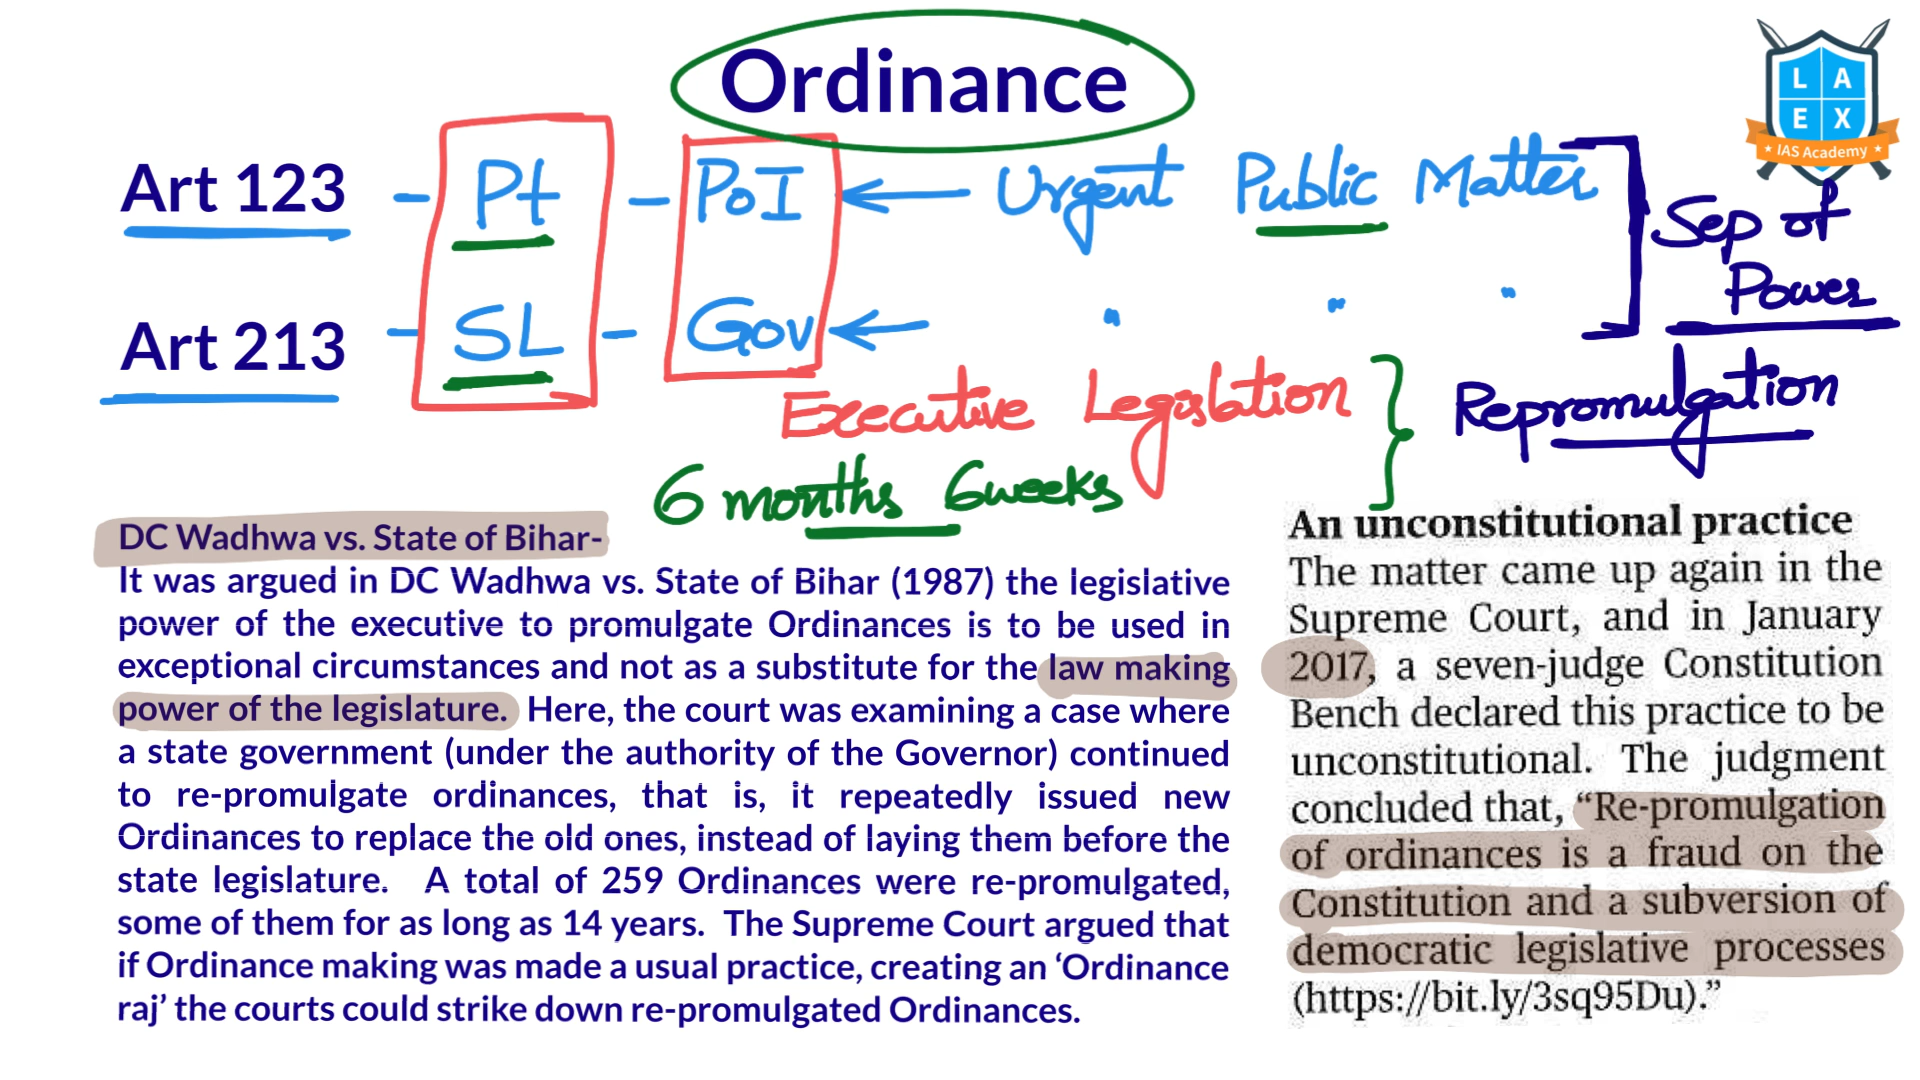 Ordinance
L A
E X
IAS Academy
Art 123 - Pt - PoI ← Urgent Public Matter
Sep of
Power
Art 213 - SL - Gov ← " " "
Executive Legislation
Repromulgation
6 months 6weeks
DC Wadhwa vs. State of Bihar-
It was argued in DC Wadhwa vs. State of Bihar (1987) the legislative
power of the executive to promulgate Ordinances is to be used in
exceptional circumstances and not as a substitute for the law making
power of the legislature. Here, the court was examining a case where
a state government (under the authority of the Governor) continued
to re-promulgate ordinances, that is, it repeatedly issued new
Ordinances to replace the old ones, instead of laying them before the
state legislature. A total of 259 Ordinances were re-promulgated,
some of them for as long as 14 years. The Supreme Court argued that
if Ordinance making was made a usual practice, creating an ‘Ordinance
raj’ the courts could strike down re-promulgated Ordinances.
An unconstitutional practice
The matter came up again in the
Supreme Court, and in January
2017, a seven-judge Constitution
Bench declared this practice to be
unconstitutional. The judgment
concluded that, “Re-promulgation
of ordinances is a fraud on the
Constitution and a subversion of
democratic legislative processes
(https://bit.ly/3sq95Du).”